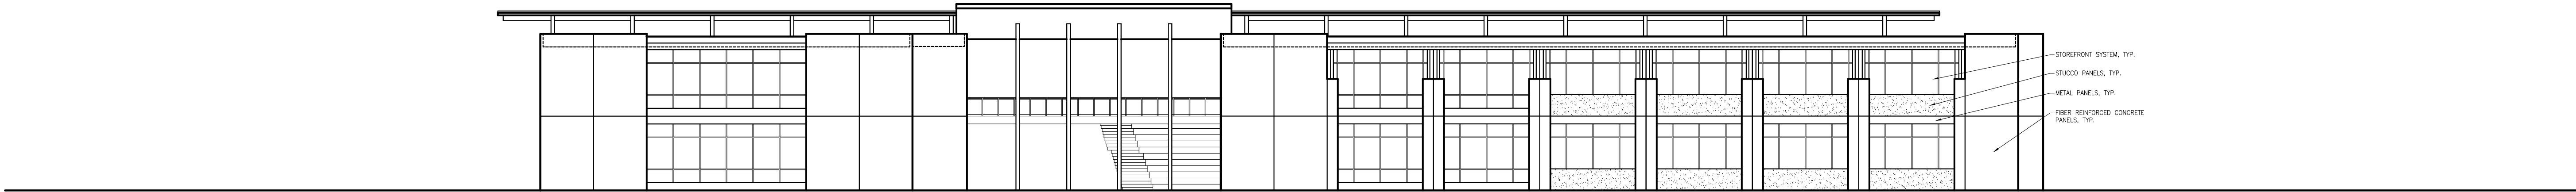 STOREFRONT SYSTEM, TYP.
STUCCO PANELS, TYP.
METAL PANELS, TYP.
FIBER REINFORCED CONCRETE
PANELS, TYP.